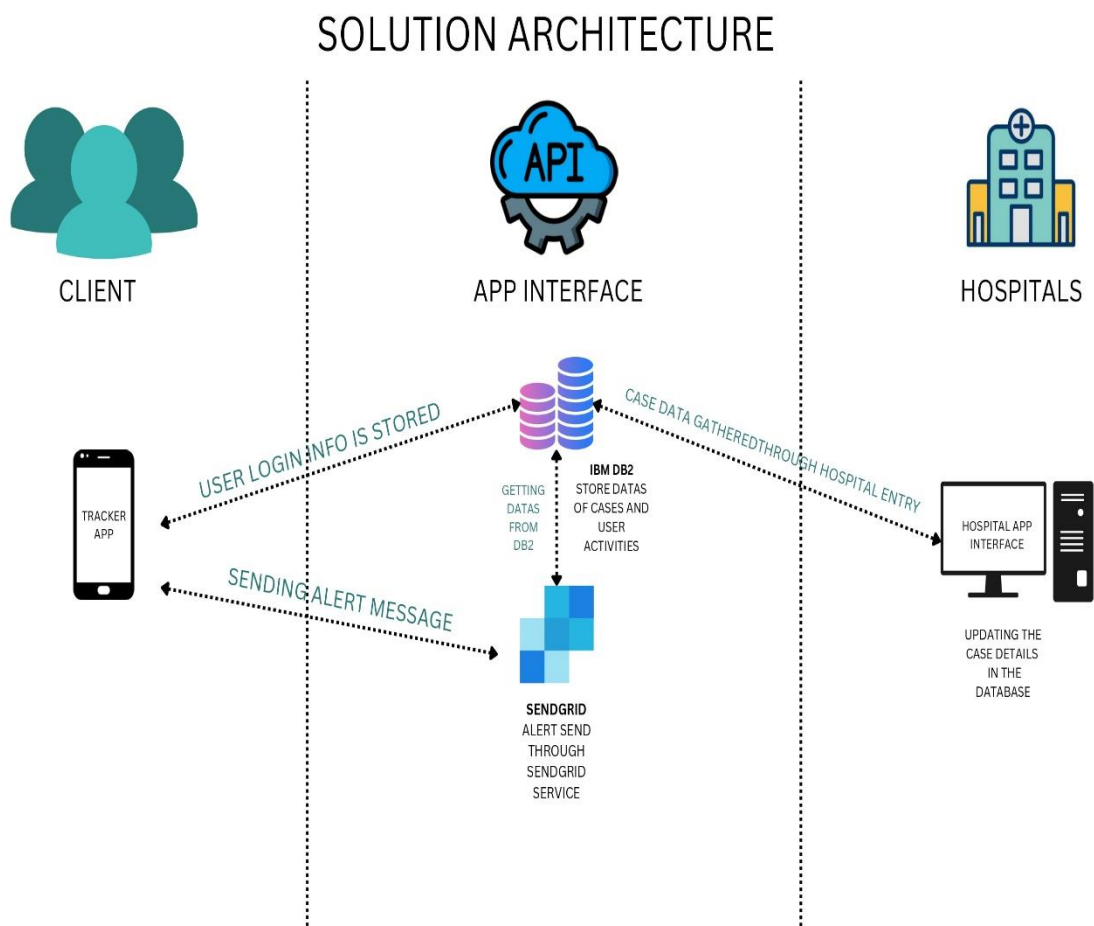 SOLUTION ARCHITECTURE
API
CLIENT
APP INTERFACE
HOSPITALS
USER LOGIN INFO IS STORED
CASE DATA GATHEREDTHROUGH HOSPITAL ENTRY
TRACKER
APP
GETTING
DATAS
FROM
DB2
IBM DB2
STORE DATAS
OF CASES AND
USER
ACTIVITIES
HOSPITAL APP
INTERFACE
SENDING ALERT MESSAGE
UPDATING THE
CASE DETAILS
IN THE
DATABASE
SENDGRID
ALERT SEND
THROUGH
SENDGRID
SERVICE